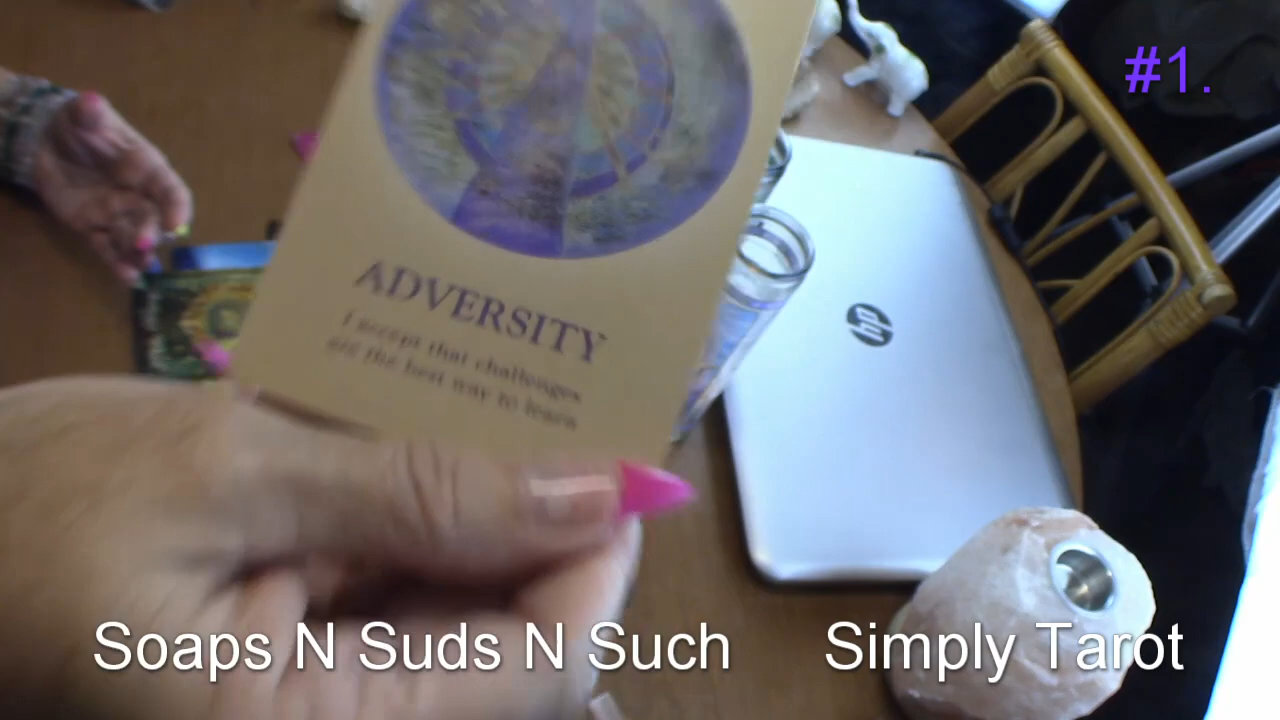 #1.
ADVERSITY
I accept that challenges
are the best way to learn
hp
Soaps N Suds N Such
Simply Tarot